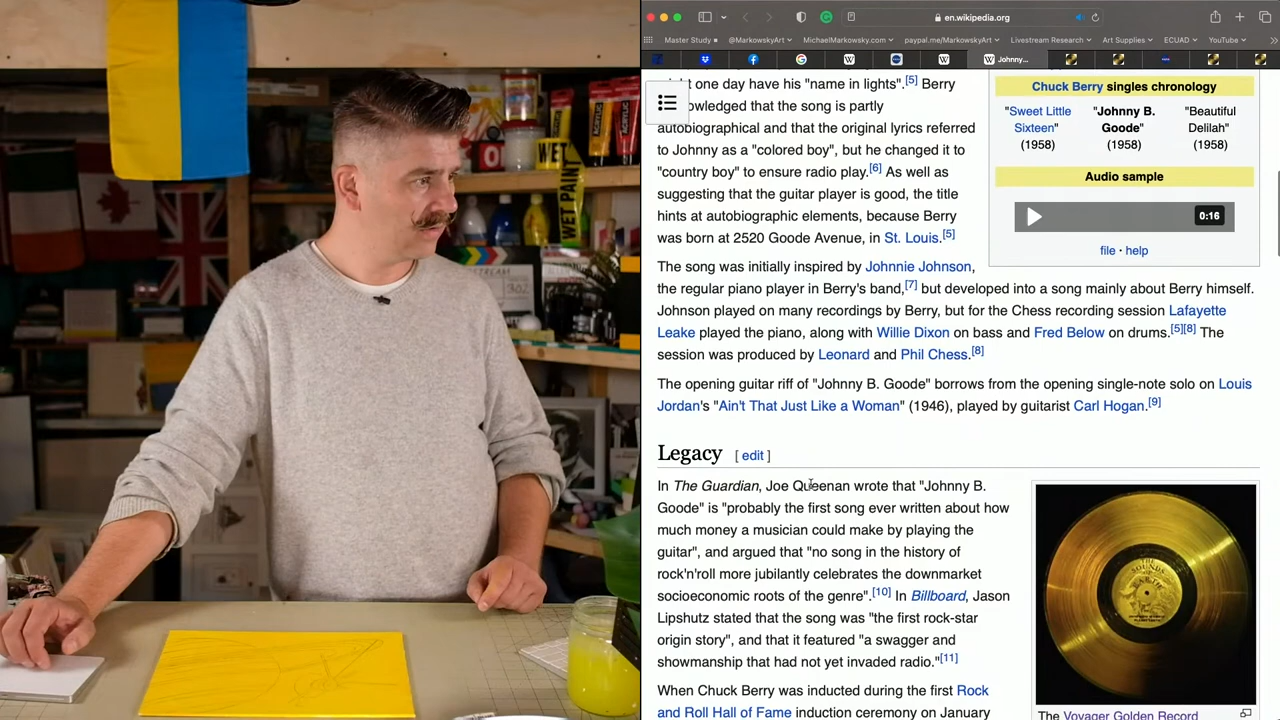 en.wikipedia.org
Master Study
@MarkowskyArt
MichaelMarkowsky.com
paypal.me/MarkowskyArt
Livestream Research
Art Supplies
ECUAD
YouTube
Johnny...
one day have his "name in lights".[5] Berry
owledged that the song is partly
autobiographical and that the original lyrics referred
to Johnny as a "colored boy", but he changed it to
"country boy" to ensure radio play.[6] As well as
suggesting that the guitar player is good, the title
hints at autobiographic elements, because Berry
was born at 2520 Goode Avenue, in St. Louis.[5]
The song was initially inspired by Johnnie Johnson,
the regular piano player in Berry's band,[7] but developed into a song mainly about Berry himself.
Johnson played on many recordings by Berry, but for the Chess recording session Lafayette
Leake played the piano, along with Willie Dixon on bass and Fred Below on drums.[5][8] The
session was produced by Leonard and Phil Chess.[8]
The opening guitar riff of "Johnny B. Goode" borrows from the opening single-note solo on Louis
Jordan's "Ain't That Just Like a Woman" (1946), played by guitarist Carl Hogan.[9]
Chuck Berry singles chronology
"Sweet Little
Sixteen"
(1958)
"Johnny B.
Goode"
(1958)
"Beautiful
Delilah"
(1958)
Audio sample
0:16
file · help
Legacy [ edit ]
In The Guardian, Joe Queenan wrote that "Johnny B.
Goode" is "probably the first song ever written about how
much money a musician could make by playing the
guitar", and argued that "no song in the history of
rock'n'roll more jubilantly celebrates the downmarket
socioeconomic roots of the genre".[10] In Billboard, Jason
Lipshutz stated that the song was "the first rock-star
origin story", and that it featured "a swagger and
showmanship that had not yet invaded radio."[11]
When Chuck Berry was inducted during the first Rock
and Roll Hall of Fame induction ceremony on January
THE SOUNDS
The Voyager Golden Record
ACRYLIC
ACRYLIC
WET
WET PAINT
302